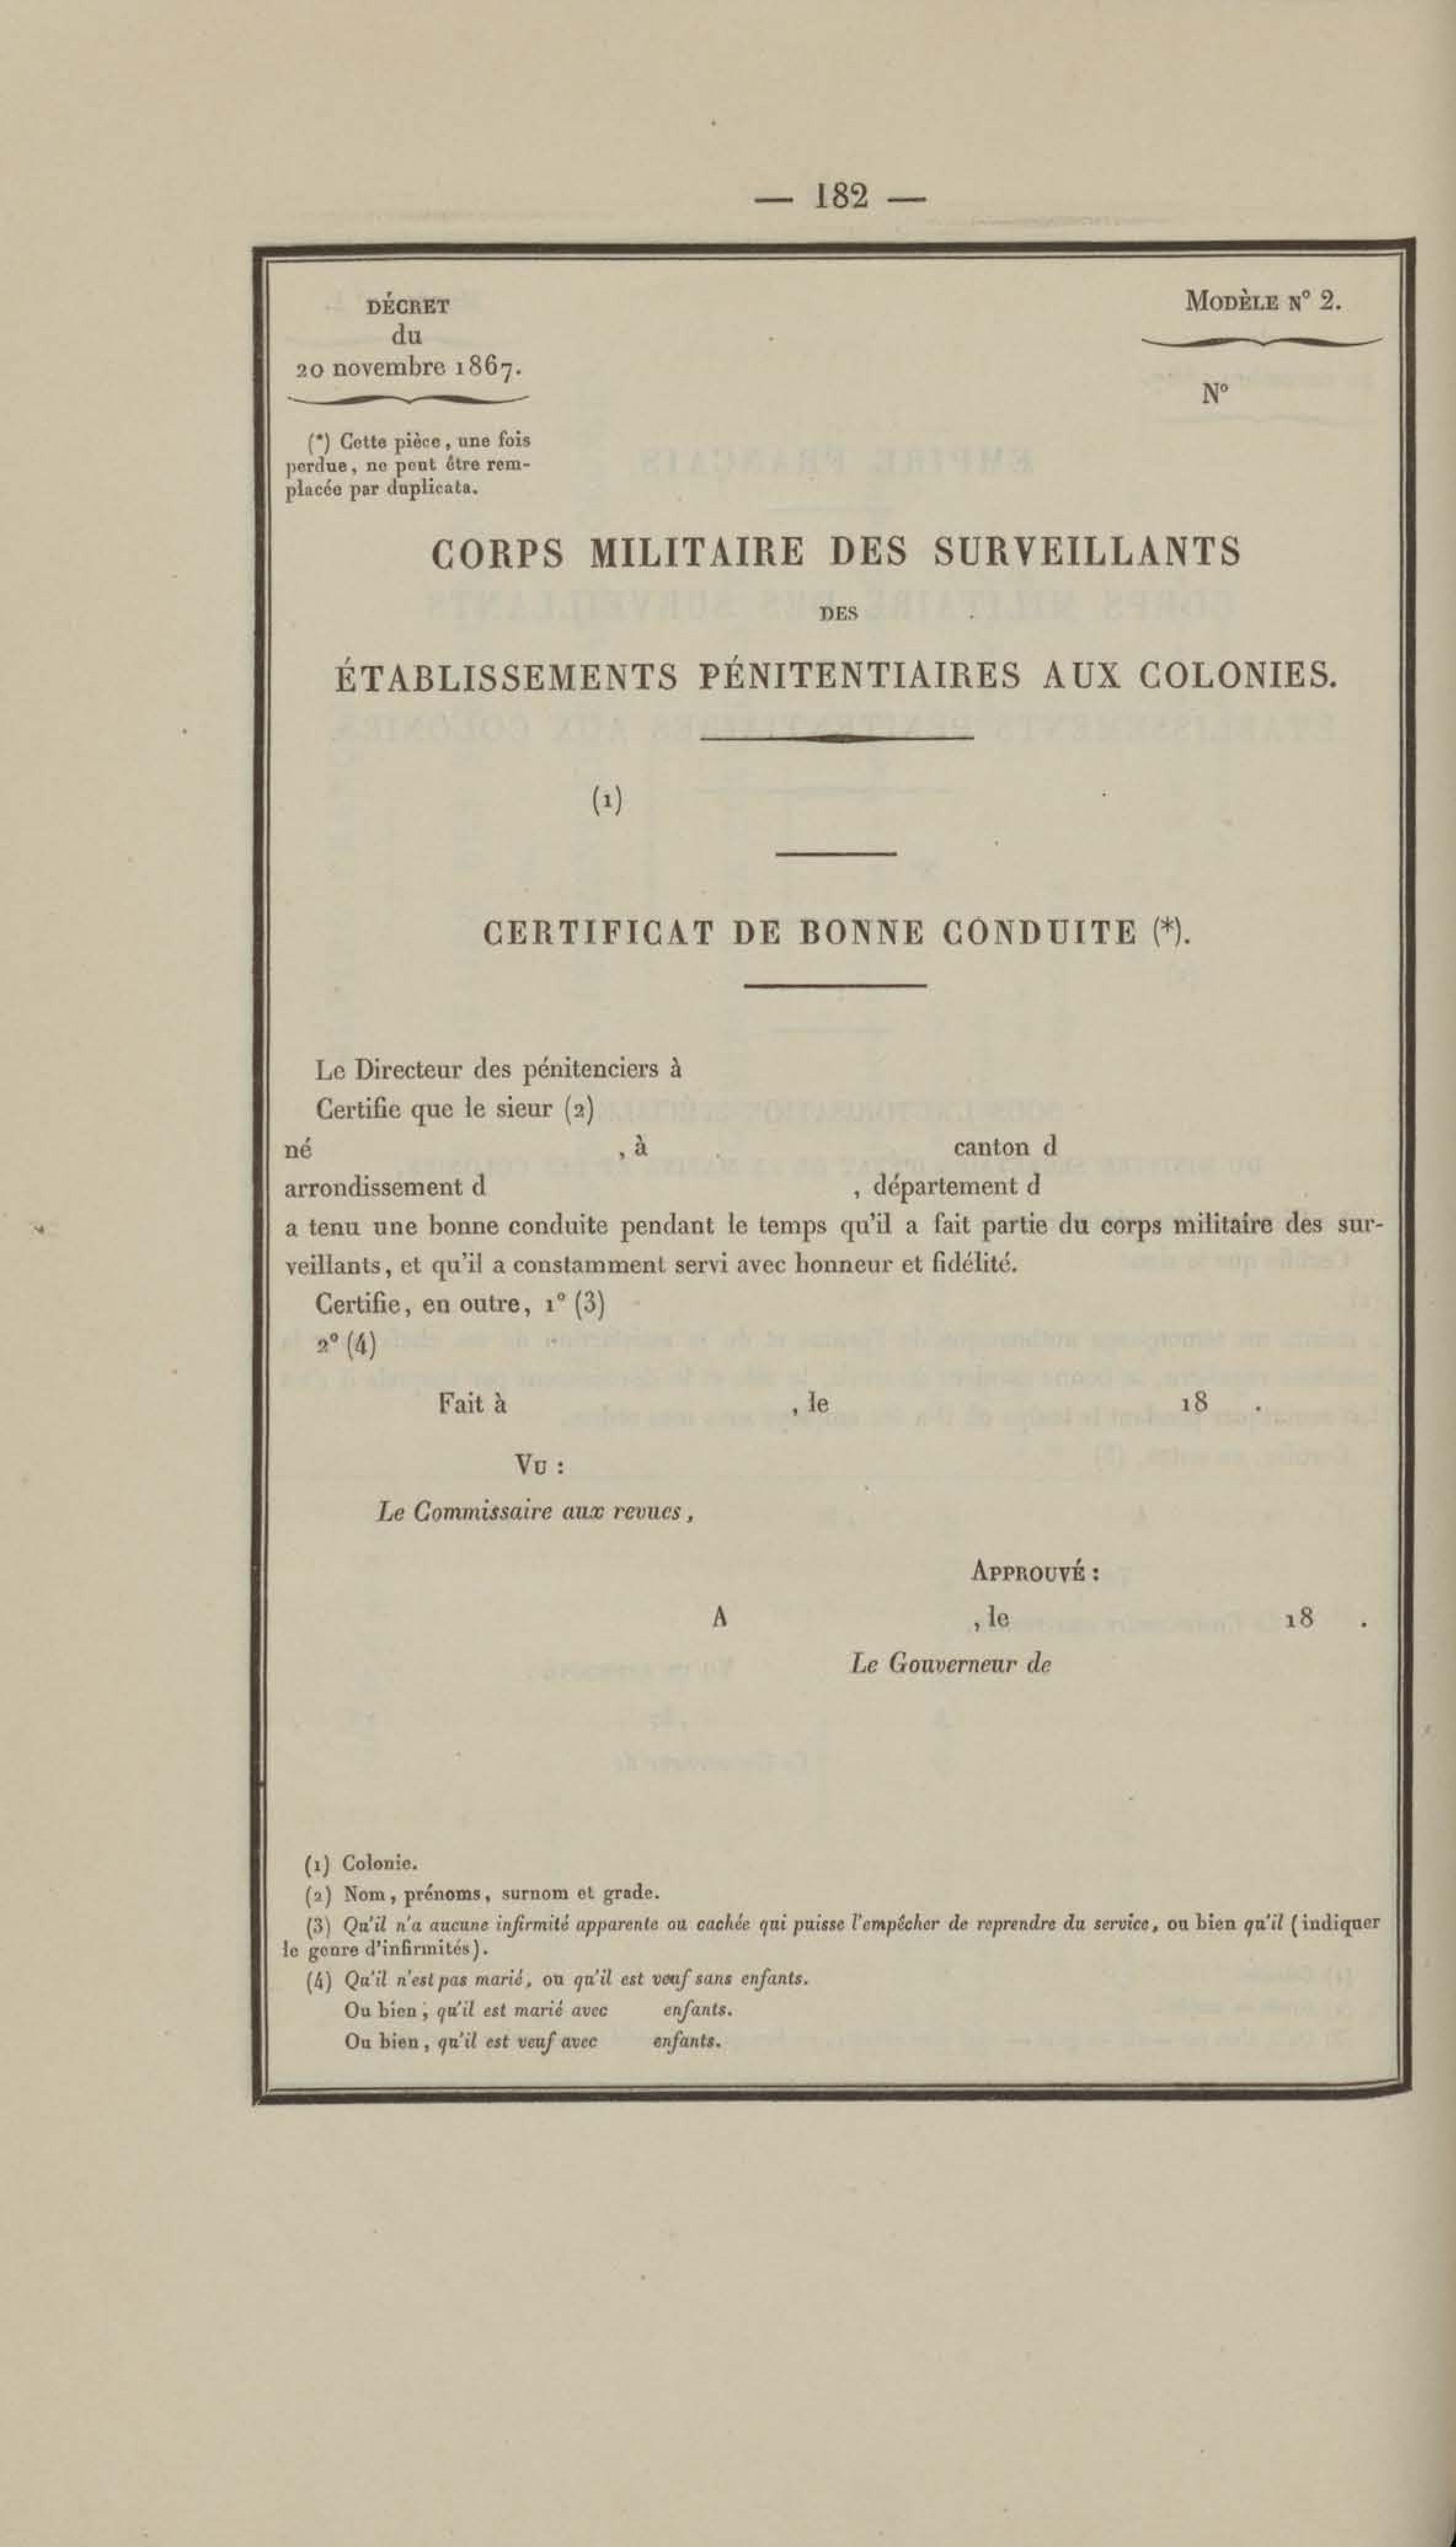 — 182 —
DÉCRET
du
20 novembre 1867.
MODÈLE N° 2.
N°
(*) Cette pièce, une fois
perdue, ne peut être rem-
placée par duplicata.
CORPS MILITAIRE DES SURVEILLANTS
DES
ÉTABLISSEMENTS PÉNITENTIAIRES AUX COLONIES.
(1)
CERTIFICAT DE BONNE CONDUITE (*).
Le Directeur des pénitenciers à
Certifie que le sieur (2)
né , à canton d
arrondissement d , département d
a tenu une bonne conduite pendant le temps qu'il a fait partie du corps militaire des sur-
veillants, et qu'il a constamment servi avec honneur et fidélité.
Certifie, en outre, 1° (3)
2° (4)
Fait à , le 18 .
VU :
Le Commissaire aux revues,
APPROUVÉ :
A , le 18 .
Le Gouverneur de
(1) Colonie.
(2) Nom, prénoms, surnom et grade.
(3) Qu'il n'a aucune infirmité apparente ou cachée qui puisse l'empêcher de reprendre du service, ou bien qu'il (indiquer
le genre d'infirmités).
(4) Qu'il n'est pas marié, ou qu'il est veuf sans enfants.
Ou bien, qu'il est marié avec enfants.
Ou bien, qu'il est veuf avec enfants.